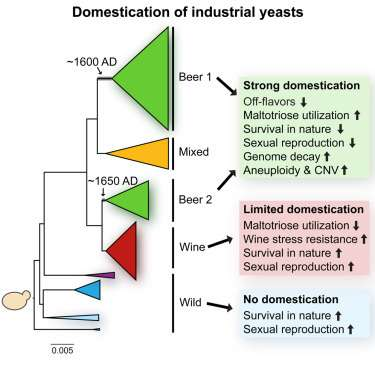 Domestication of industrial yeasts
~1600 AD
Beer 1
Mixed
~1650 AD
Beer 2
Wine
Wild
0.005
Strong domestication
Off-flavors ↓
Maltotriose utilization ↑
Survival in nature ↓
Sexual reproduction ↓
Genome decay ↑
Aneuploidy & CNV ↑
Limited domestication
Maltotriose utilization ↓
Wine stress resistance ↑
Survival in nature ↑
Sexual reproduction ↑
No domestication
Survival in nature ↑
Sexual reproduction ↑